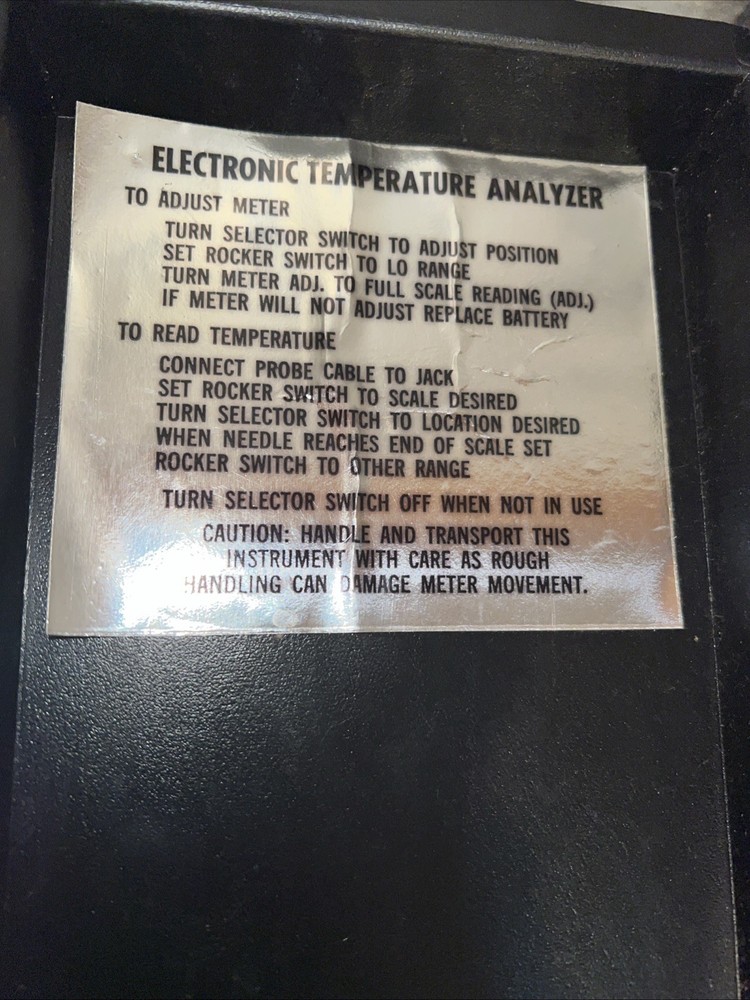 ELECTRONIC TEMPERATURE ANALYZER
TO ADJUST METER
TURN SELECTOR SWITCH TO ADJUST POSITION
SET ROCKER SWITCH TO LO RANGE
TURN METER ADJ. TO FULL SCALE READING (ADJ.)
IF METER WILL NOT ADJUST REPLACE BATTERY
TO READ TEMPERATURE
CONNECT PROBE CABLE TO JACK
SET ROCKER SWITCH TO SCALE DESIRED
TURN SELECTOR SWITCH TO LOCATION DESIRED
WHEN NEEDLE REACHES END OF SCALE SET
ROCKER SWITCH TO OTHER RANGE
TURN SELECTOR SWITCH OFF WHEN NOT IN USE
CAUTION: HANDLE AND TRANSPORT THIS
INSTRUMENT WITH CARE AS ROUGH
HANDLING CAN DAMAGE METER MOVEMENT.